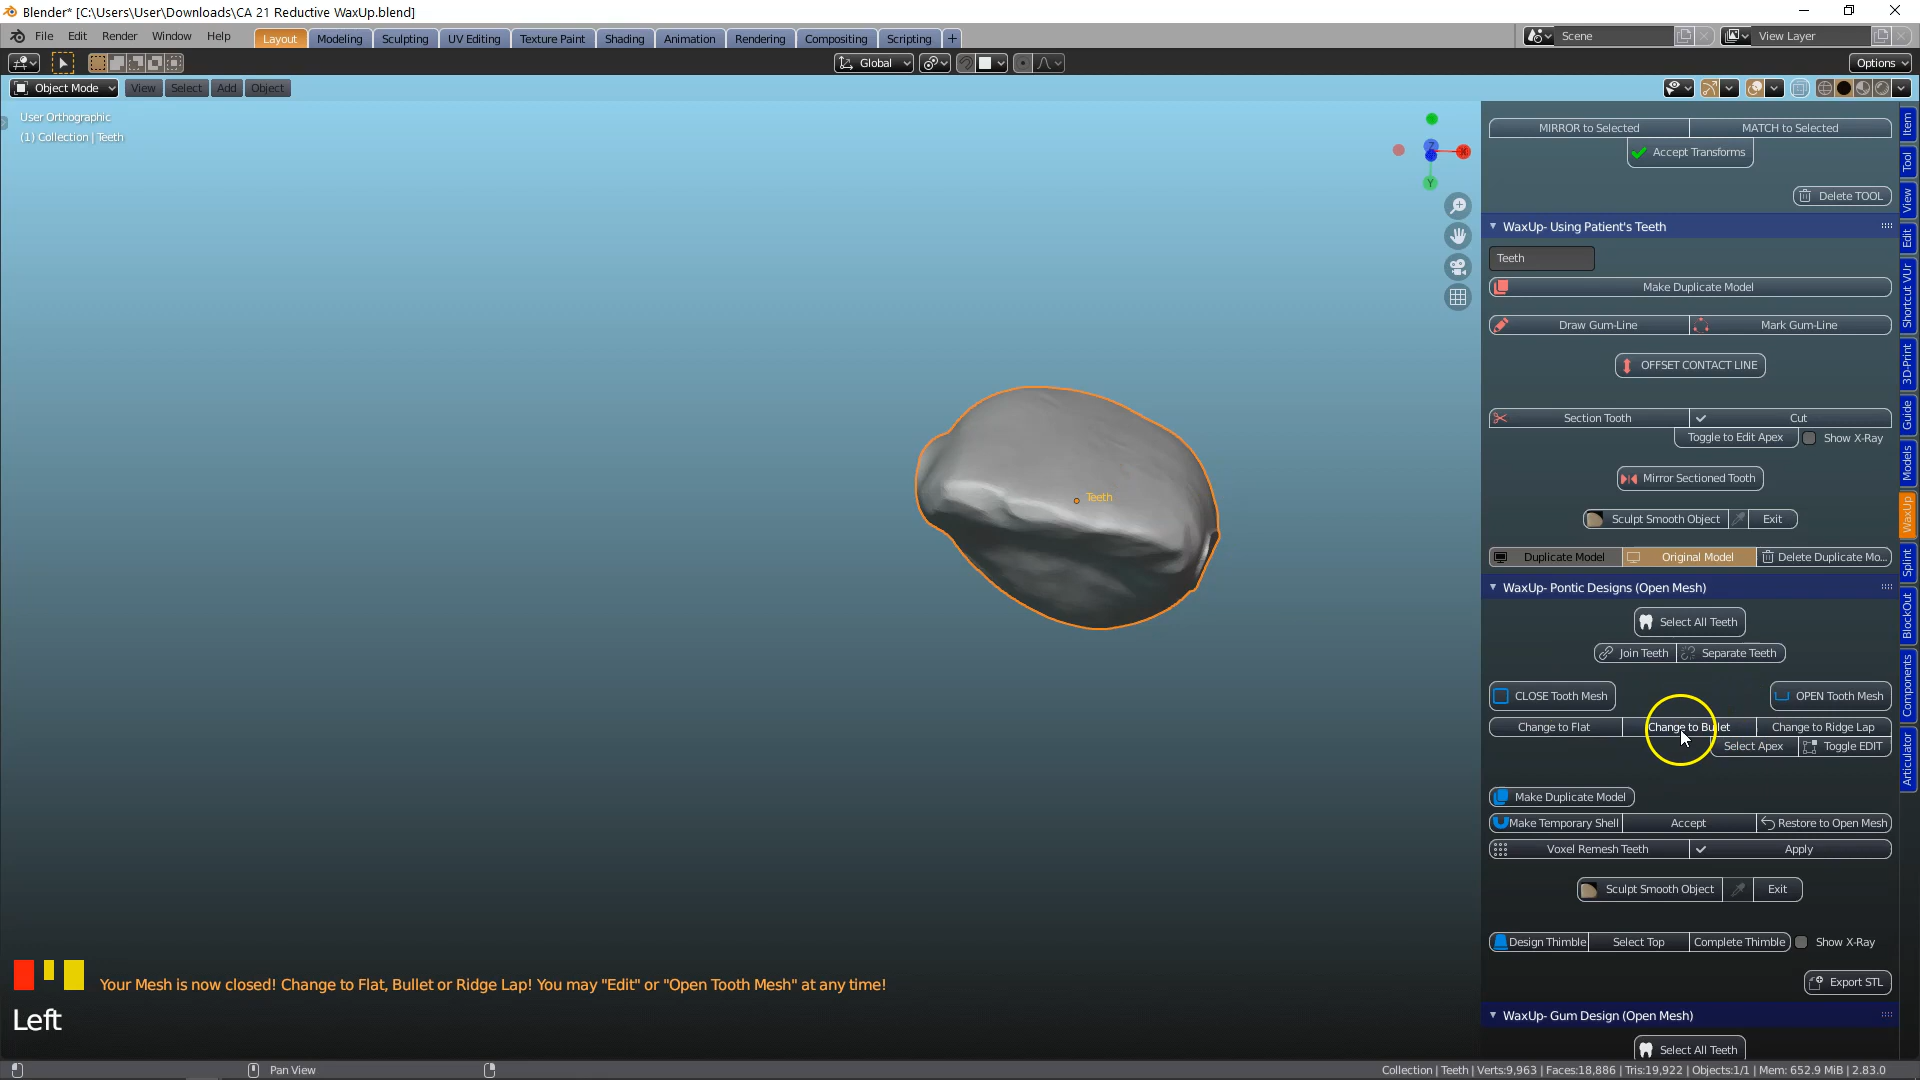 Blender* [C:\Users\User\Downloads\CA 21 Reductive WaxUp.blend]
File Edit Render Window Help Layout Modeling Sculpting UV Editing Texture Paint Shading Animation Rendering Compositing Scripting + Scene View Layer
Global Options
Object Mode View Select Add Object
User Orthographic
(1) Collection | Teeth
Z X Y
Teeth
MIRROR to Selected MATCH to Selected
Accept Transforms
Delete TOOL
WaxUp- Using Patient's Teeth
Teeth
Make Duplicate Model
Draw Gum-Line Mark Gum-Line
OFFSET CONTACT LINE
Section Tooth Cut
Toggle to Edit Apex Show X-Ray
Mirror Sectioned Tooth
Sculpt Smooth Object Exit
Duplicate Model Original Model Delete Duplicate Mo...
WaxUp- Pontic Designs (Open Mesh)
Select All Teeth
Join Teeth Separate Teeth
CLOSE Tooth Mesh OPEN Tooth Mesh
Change to Flat Change to Bullet Change to Ridge Lap
Select Apex Toggle EDIT
Make Duplicate Model
Make Temporary Shell Accept Restore to Open Mesh
Voxel Remesh Teeth Apply
Sculpt Smooth Object Exit
Design Thimble Select Top Complete Thimble Show X-Ray
Export STL
WaxUp- Gum Design (Open Mesh)
Select All Teeth
Item
Tool
View
Edit
Shortcut VUr
3D-Print
Guide
Models
WaxUp
Splint
BlockOut
Components
Articulator
Your Mesh is now closed! Change to Flat, Bullet or Ridge Lap! You may "Edit" or "Open Tooth Mesh" at any time!
Left
Pan View
Collection | Teeth | Verts:9,963 | Faces:18,886 | Tris:19,922 | Objects:1/1 | Mem: 652.9 MiB | 2.83.0